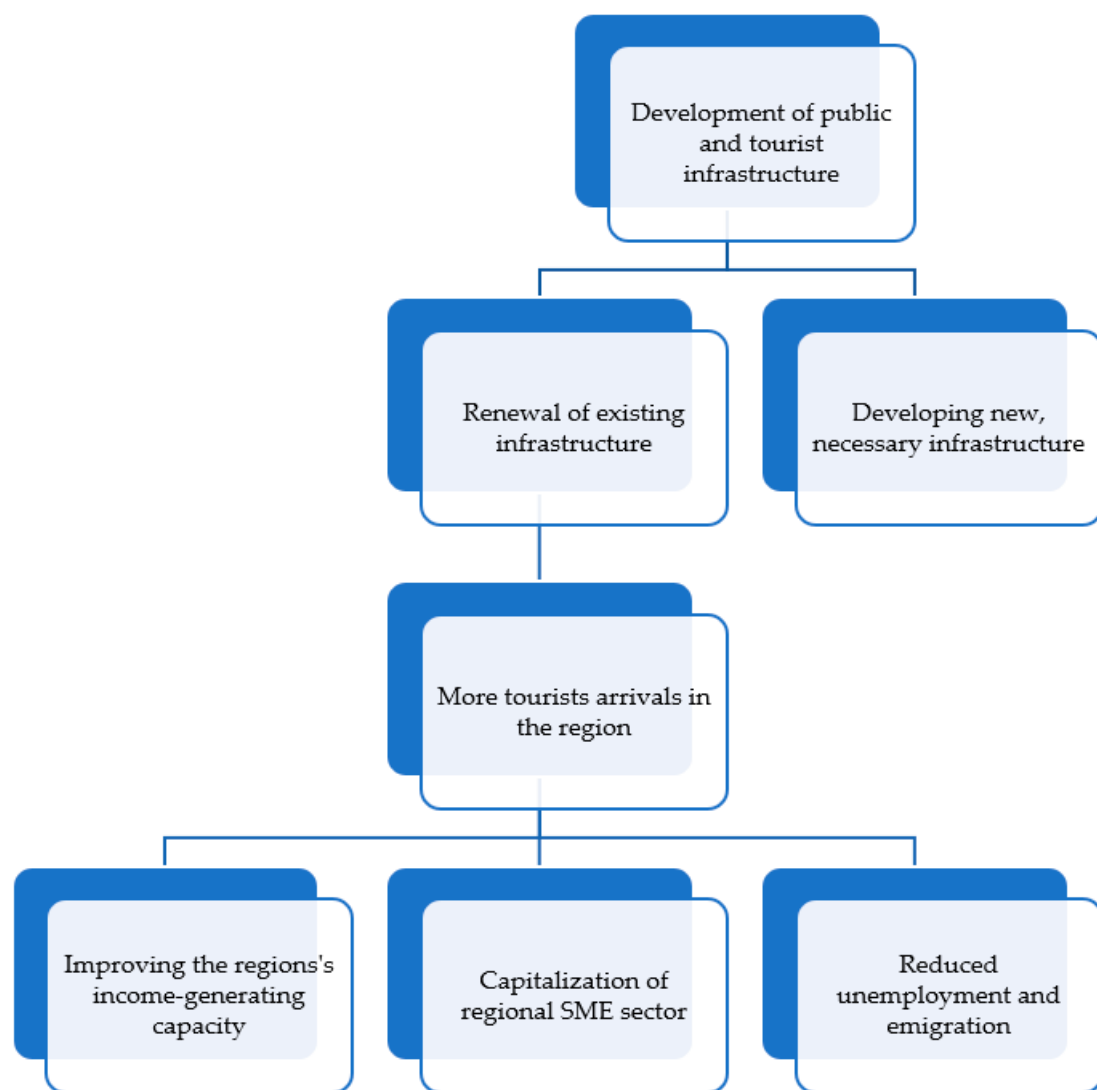 Development of public
and tourist
infrastructure
Renewal of existing
infrastructure
Developing new,
necessary infrastructure
More tourists arrivals in
the region
Improving the regions's
income-generating
capacity
Capitalization of
regional SME sector
Reduced
unemployment and
emigration